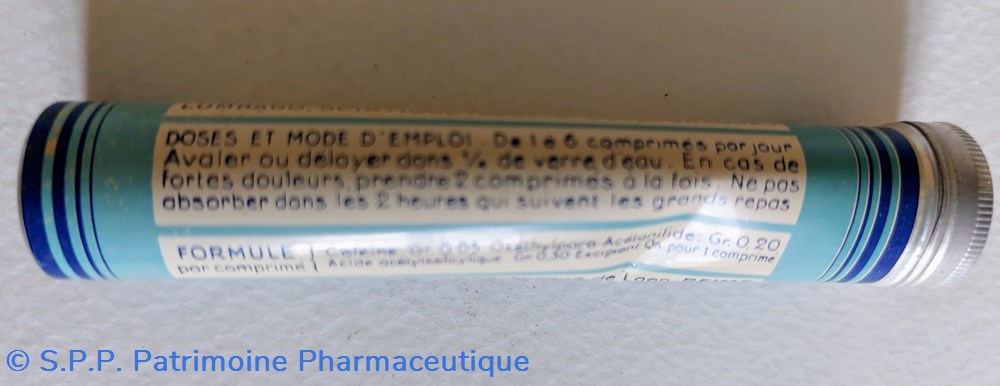 DOSES ET MODE D'EMPLOI. De 1 à 6 comprimés par jour
Avaler ou délayer dans ¼ de verre d'eau. En cas de
fortes douleurs, prendre 2 comprimés à la fois. Ne pas
absorber dans les 2 heures qui suivent les grands repas
FORMULE Caféine: Gr. 0,05 Oxéthylpara Acétanilide: Gr. 0,20
par comprimé Acide acétylsalicylique Gr 0,30 Excipient Qs pour 1 comprimé
de Laon
© S.P.P. Patrimoine Pharmaceutique